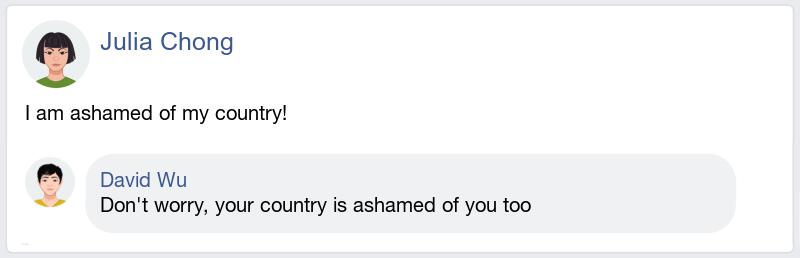 Julia Chong
I am ashamed of my country!
David Wu
Don't worry, your country is ashamed of you too